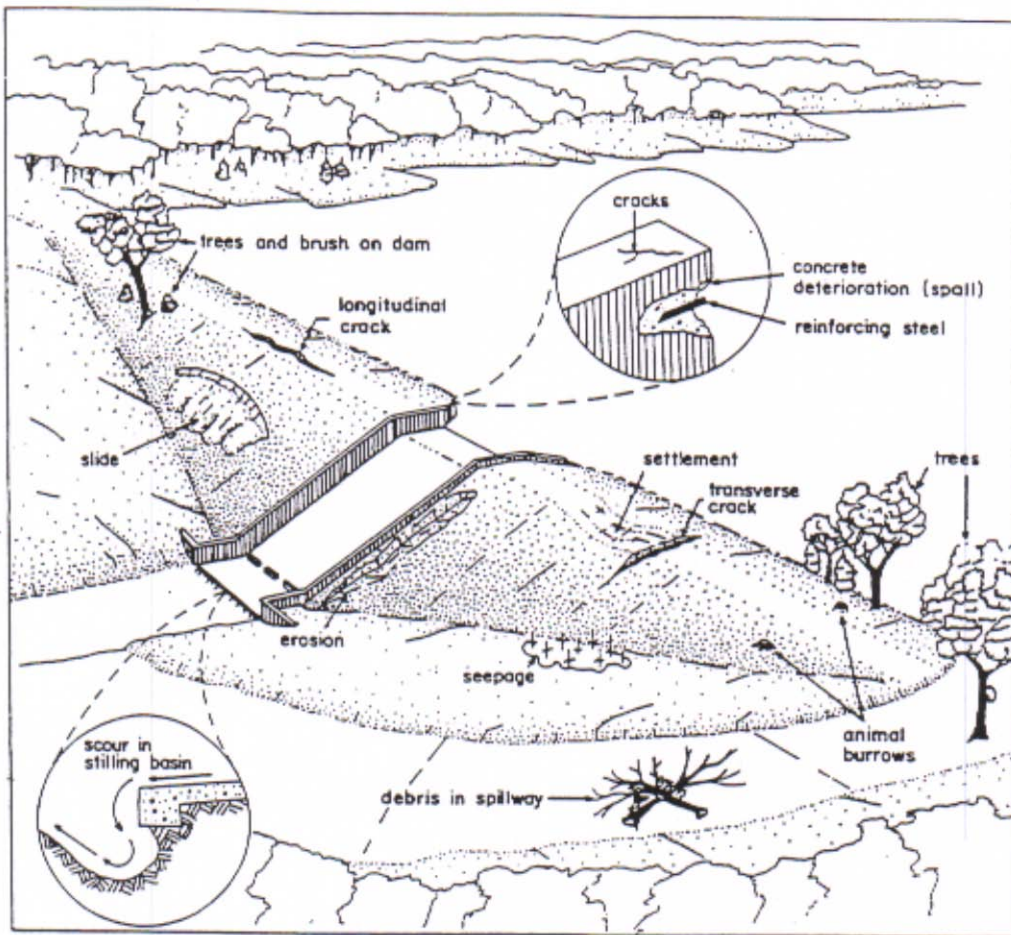 cracks
trees and brush on dam
concrete
deterioration (spall)
longitudinal
crack
reinforcing steel
slide
settlement
trees
transverse
crack
erosion
seepage
animal
burrows
scour in
stilling basin
debris in spillway